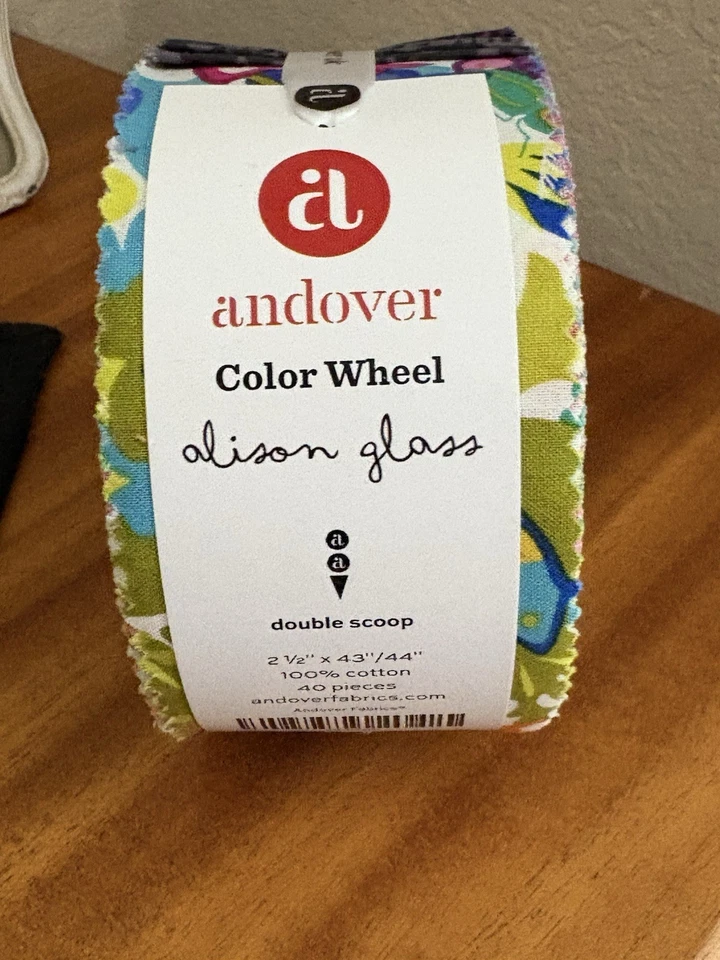 a
andover
Color Wheel
alison glass
a
a
double scoop
2 ½" x 43"/44"
100% cotton
40 pieces
andoverfabrics.com
Andover Fabrics®